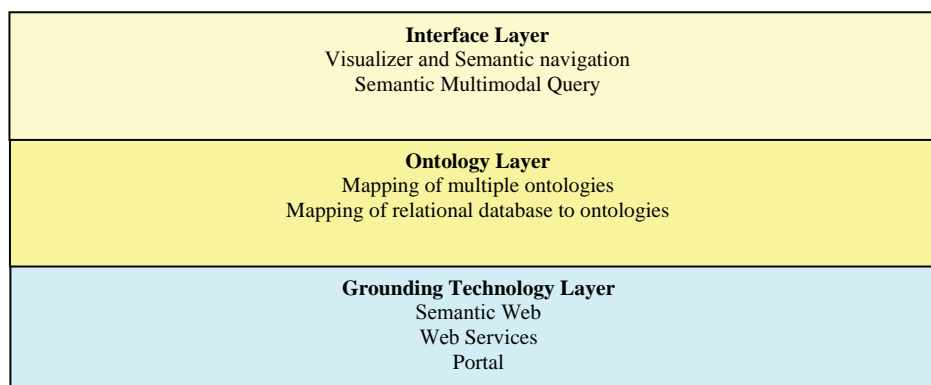 Interface Layer
Visualizer and Semantic navigation
Semantic Multimodal Query
Ontology Layer
Mapping of multiple ontologies
Mapping of relational database to ontologies
Grounding Technology Layer
Semantic Web
Web Services
Portal